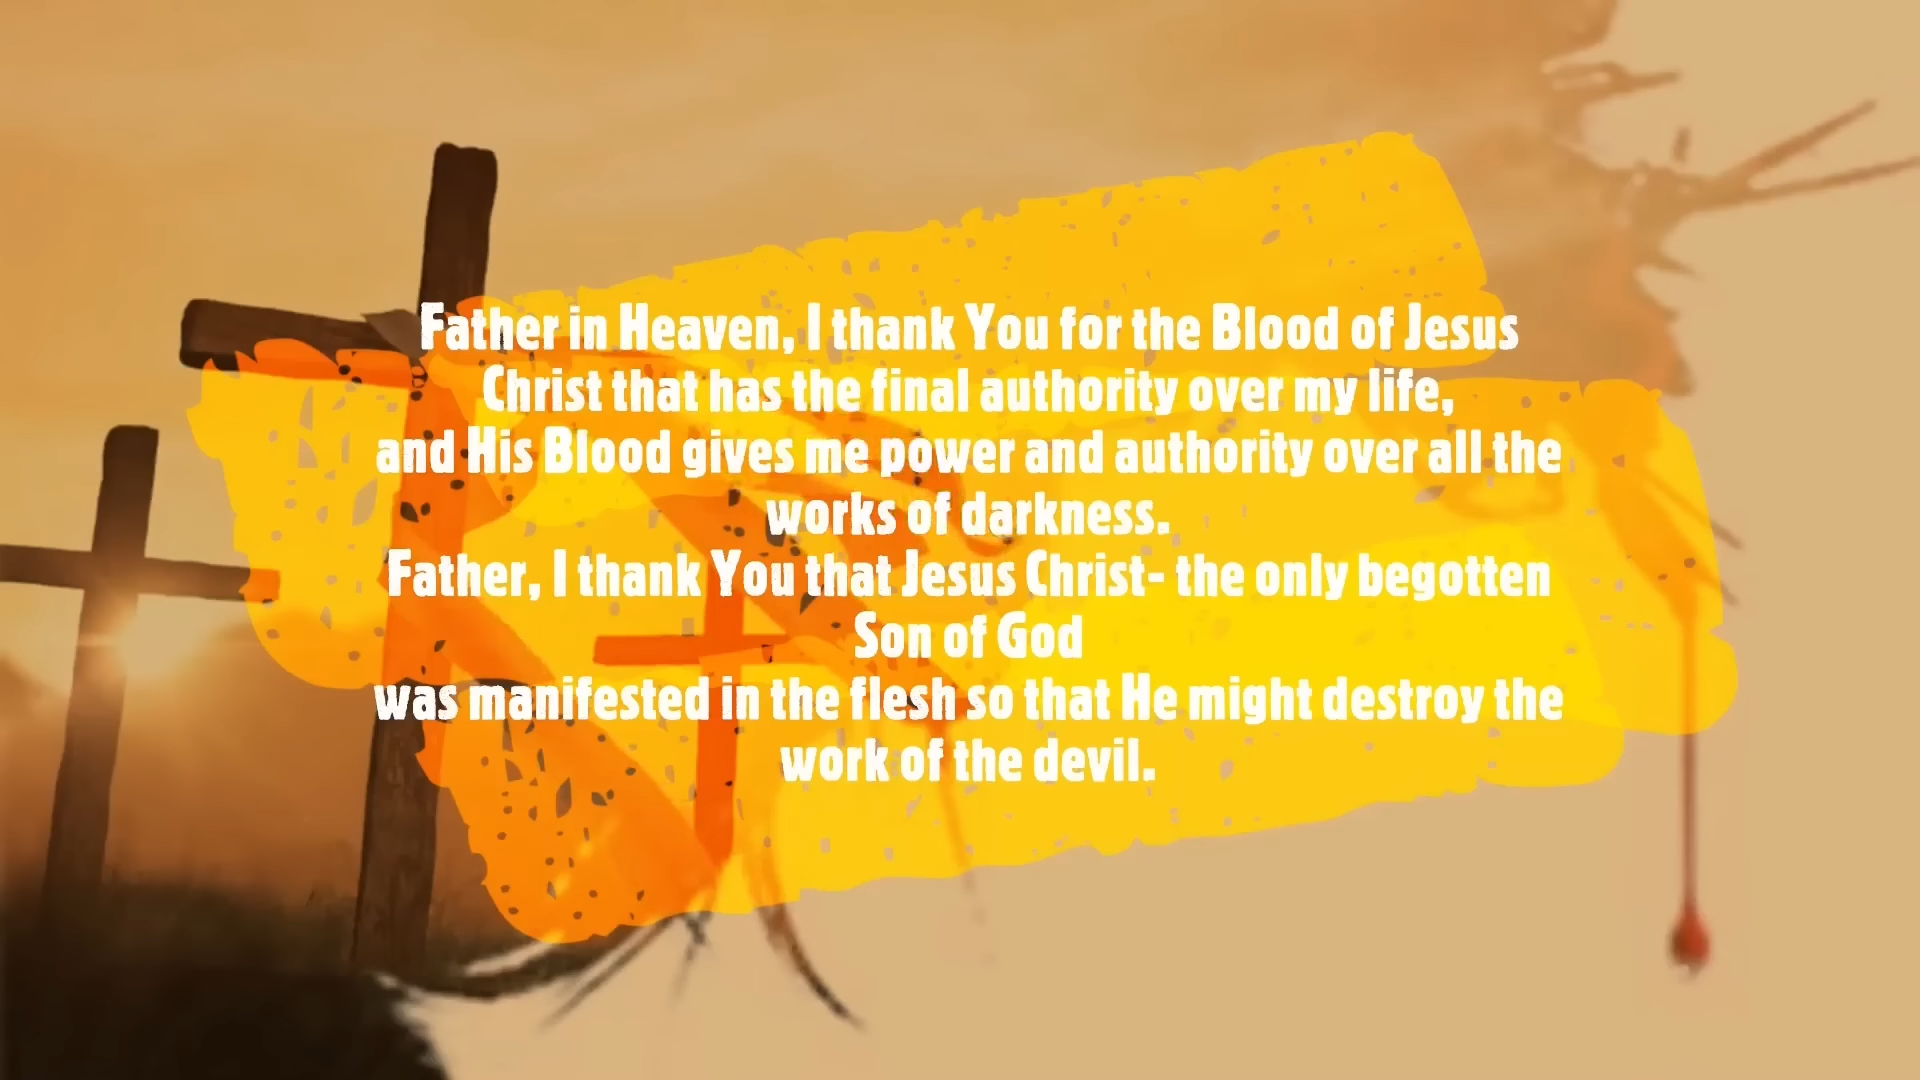 Father in Heaven, I thank You for the Blood of Jesus
Christ that has the final authority over my life,
and His Blood gives me power and authority over all the
works of darkness.
Father, I thank You that Jesus Christ- the only begotten
Son of God
was manifested in the flesh so that He might destroy the
work of the devil.